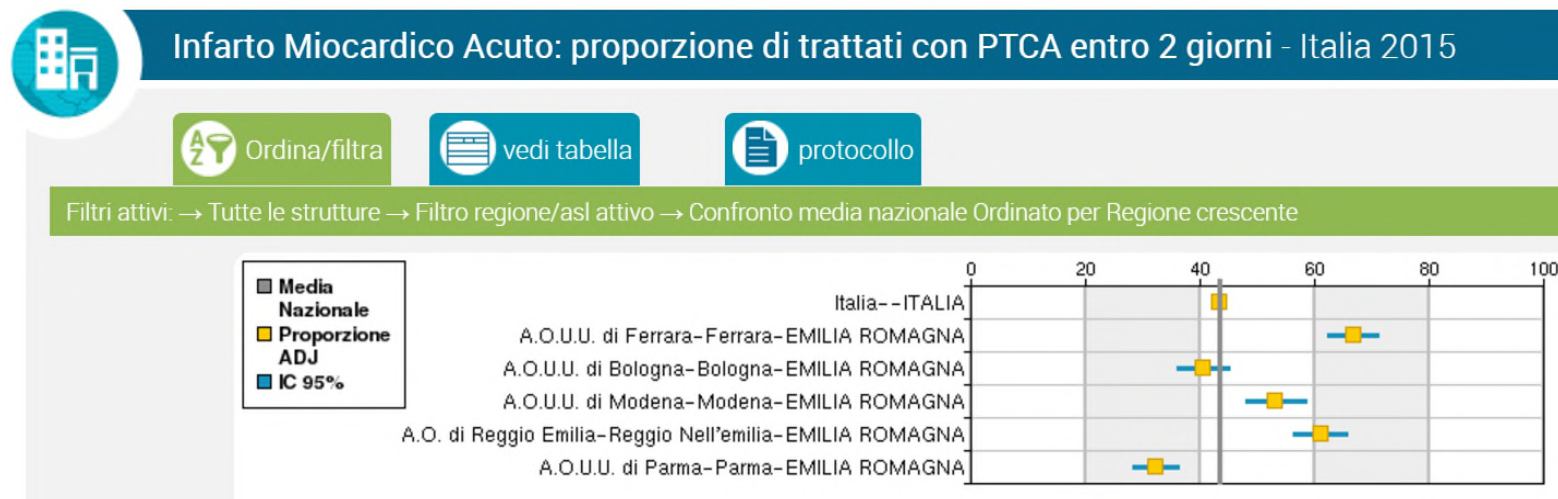 Infarto Miocardico Acuto: proporzione di trattati con PTCA entro 2 giorni - Italia 2015
A Z Ordina/filtra
vedi tabella
protocollo
Filtri attivi: → Tutte le strutture → Filtro regione/asl attivo → Confronto media nazionale Ordinato per Regione crescente
Media
Nazionale
Proporzione
ADJ
IC 95%
0 20 40 60 80 100
Italia--ITALIA
A.O.U.U. di Ferrara-Ferrara-EMILIA ROMAGNA
A.O.U.U. di Bologna-Bologna-EMILIA ROMAGNA
A.O.U.U. di Modena-Modena-EMILIA ROMAGNA
A.O. di Reggio Emilia-Reggio Nell'emilia-EMILIA ROMAGNA
A.O.U.U. di Parma-Parma-EMILIA ROMAGNA